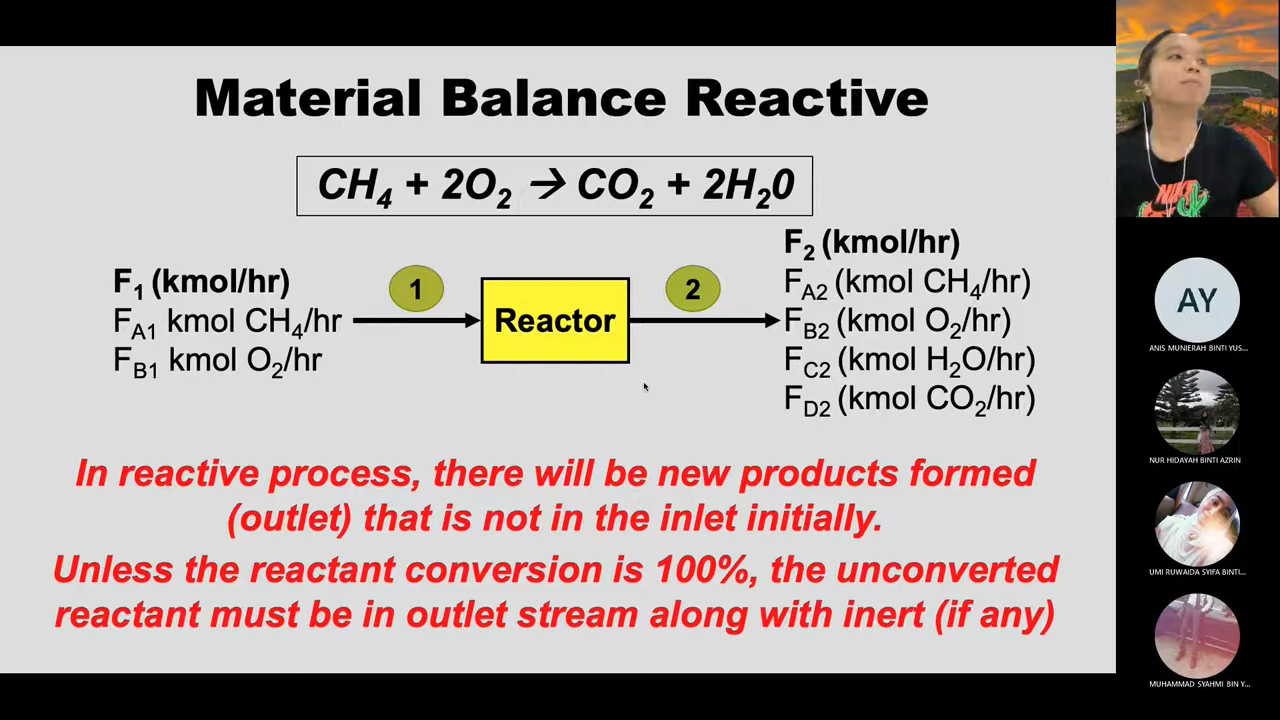 Material Balance Reactive
CH4 + 2O2 → CO2 + 2H20
F1 (kmol/hr)
FA1 kmol CH4/hr
FB1 kmol O2/hr
1
Reactor
2
F2 (kmol/hr)
FA2 (kmol CH4/hr)
FB2 (kmol O2/hr)
FC2 (kmol H2O/hr)
FD2 (kmol CO2/hr)
In reactive process, there will be new products formed
(outlet) that is not in the inlet initially.
Unless the reactant conversion is 100%, the unconverted
reactant must be in outlet stream along with inert (if any)
NIKE
AY
ANIS MUNIERAH BINTI YUS...
NUR HIDAYAH BINTI AZRIN
UMI RUWAIDA SYIFA BINTI...
MUHAMMAD SYAHMI BIN Y...